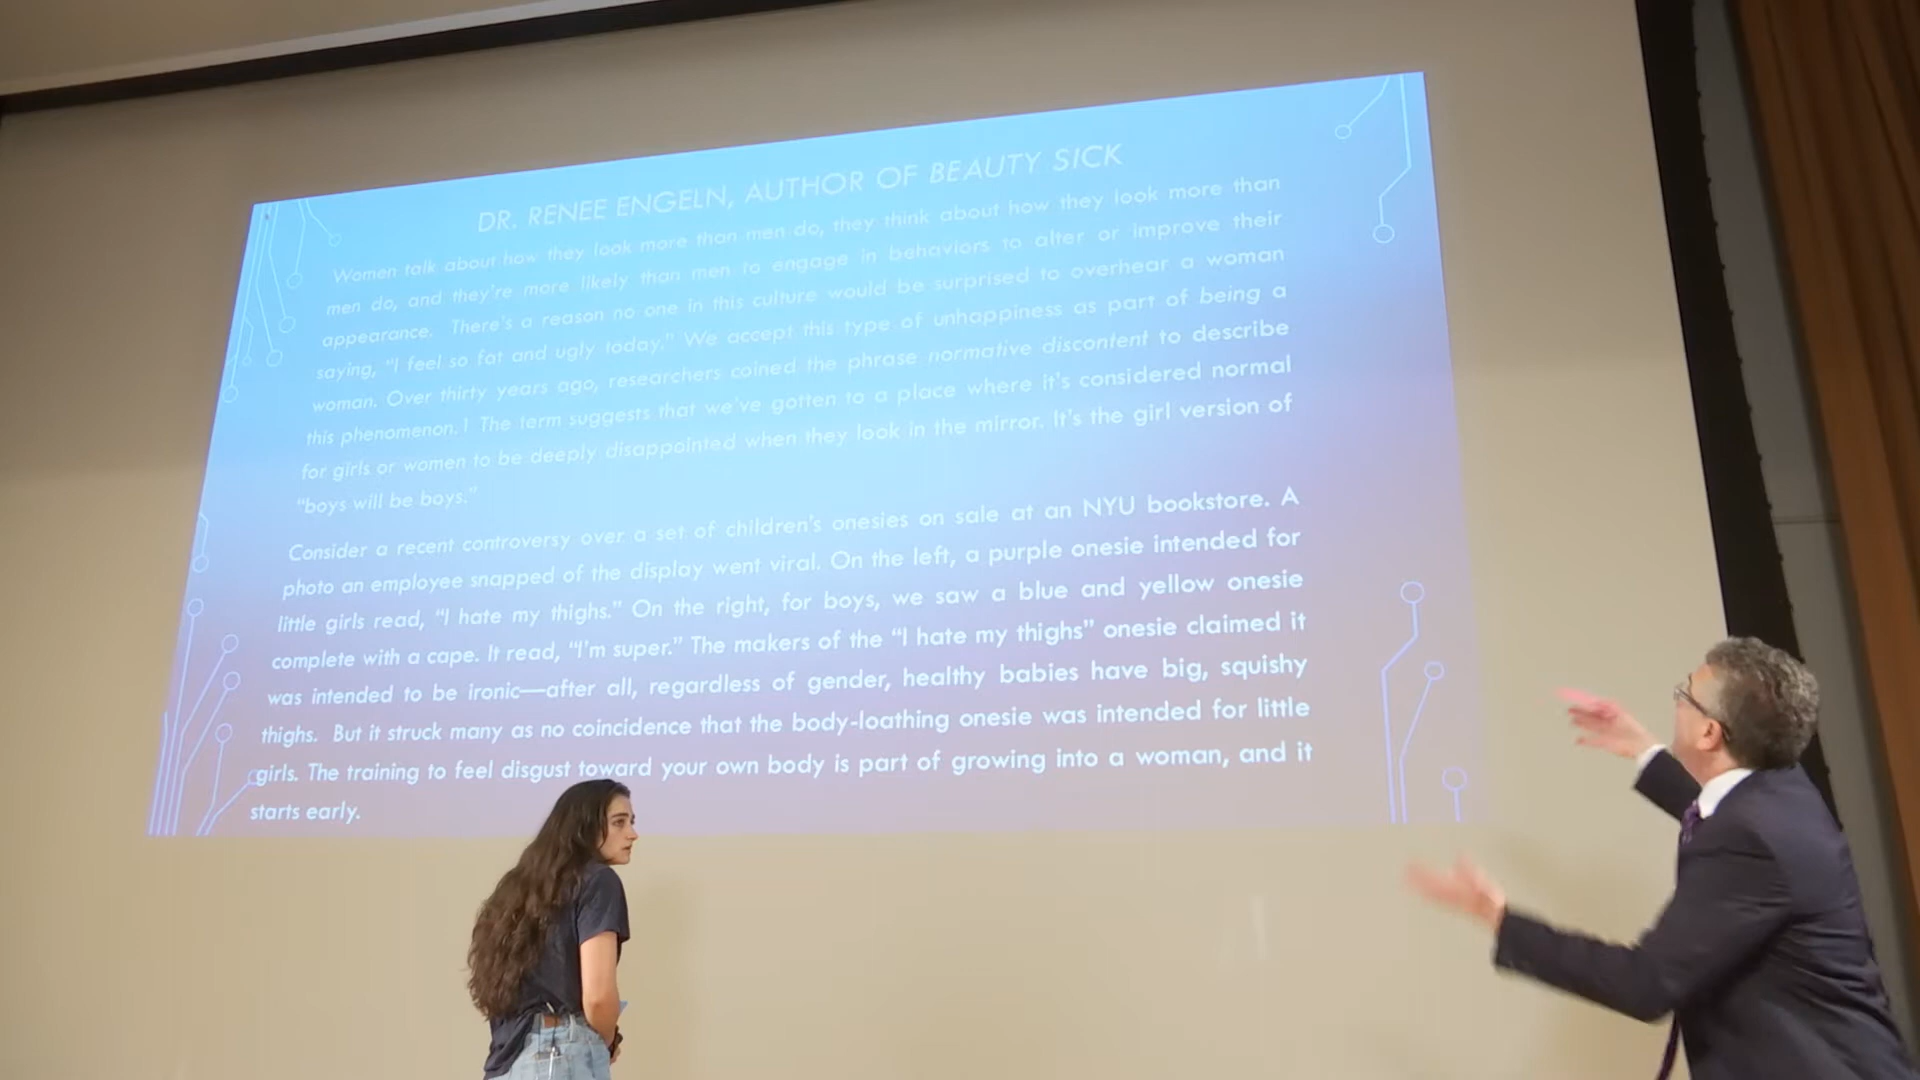 DR. RENEE ENGELN, AUTHOR OF BEAUTY SICK
Women talk about how they look more than men do, they think about how they look more than
men do, and they're more likely than men to engage in behaviors to alter or improve their
appearance. There's a reason no one in this culture would be surprised to overhear a woman
saying, "I feel so fat and ugly today." We accept this type of unhappiness as part of being a
woman. Over thirty years ago, researchers coined the phrase normative discontent to describe
this phenomenon.1 The term suggests that we've gotten to a place where it's considered normal
for girls or women to be deeply disappointed when they look in the mirror. It's the girl version of
"boys will be boys."
Consider a recent controversy over a set of children's onesies on sale at an NYU bookstore. A
photo an employee snapped of the display went viral. On the left, a purple onesie intended for
little girls read, "I hate my thighs." On the right, for boys, we saw a blue and yellow onesie
complete with a cape. It read, "I'm super." The makers of the "I hate my thighs" onesie claimed it
was intended to be ironic—after all, regardless of gender, healthy babies have big, squishy
thighs. But it struck many as no coincidence that the body-loathing onesie was intended for little
girls. The training to feel disgust toward your own body is part of growing into a woman, and it
starts early.